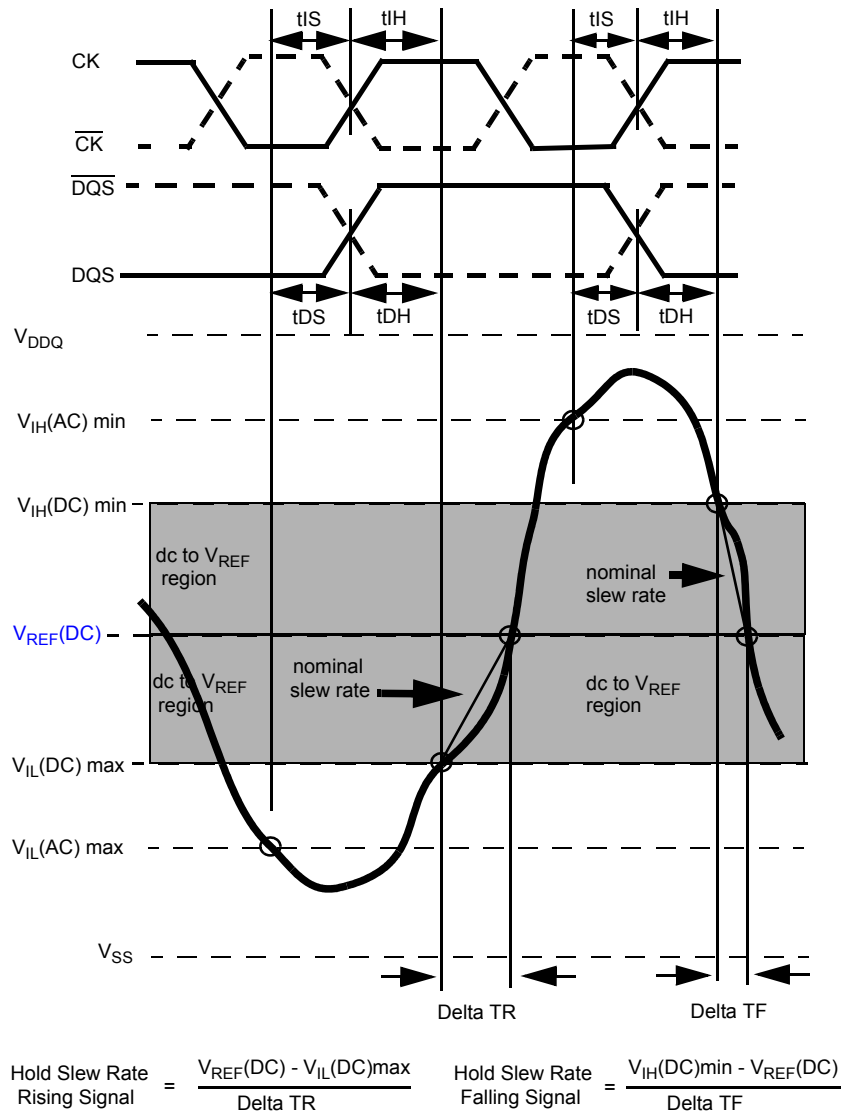 tIS tIH tIS tIH
CK
CK
DQS
DQS
tDS tDH tDS tDH
VDDQ
VIH(AC) min
VIH(DC) min
dc to VREF
region
nominal
slew rate
VREF(DC)
dc to VREF
region
nominal
slew rate
dc to VREF
region
VIL(DC) max
VIL(AC) max
VSS
Delta TR Delta TF
Hold Slew Rate
Rising Signal
=
VREF(DC) - VIL(DC)max
Delta TR
Hold Slew Rate
Falling Signal
=
VIH(DC)min - VREF(DC)
Delta TF